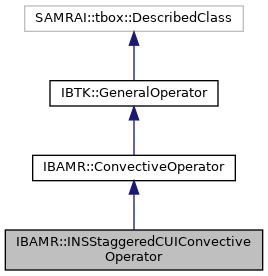 SAMRAI::tbox::DescribedClass
IBTK::GeneralOperator
IBAMR::ConvectiveOperator
IBAMR::INSStaggeredCUIConvective
Operator